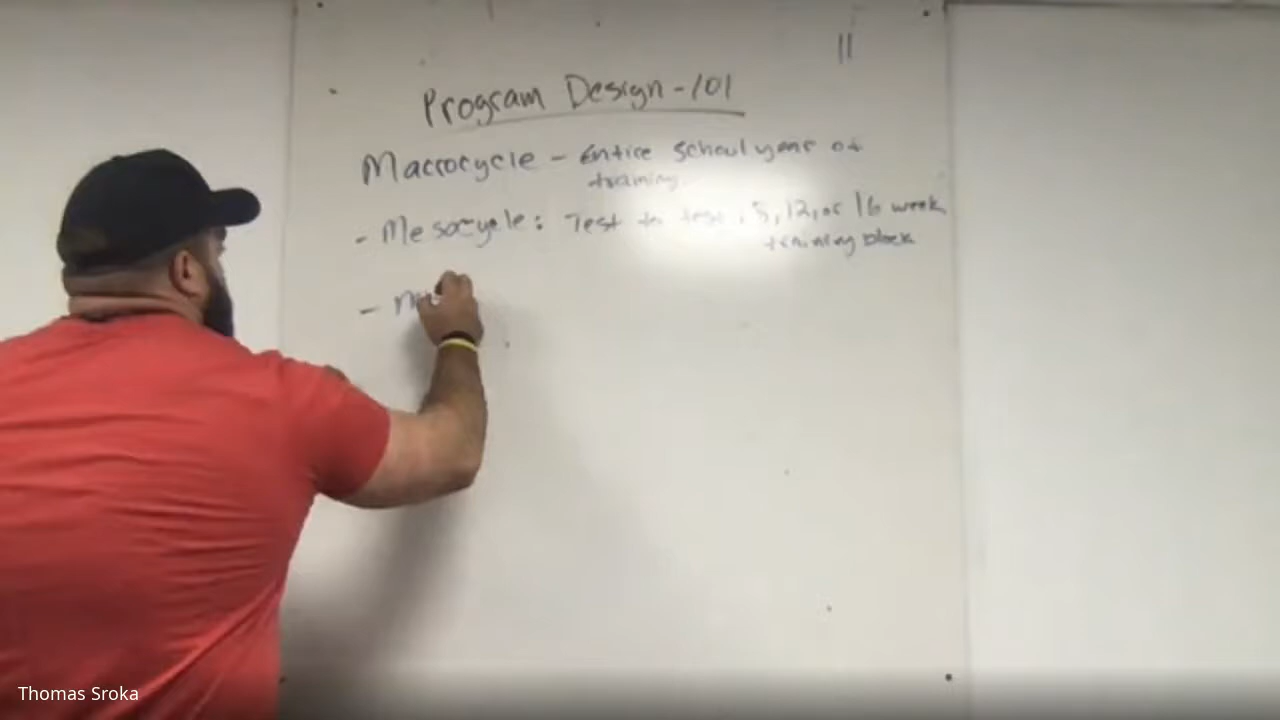 11
Program Design - 101
Macrocycle - Entire school year of
training
- Mesocycle: Test to test, 8, 12, or 16 week
training block
- M
Thomas Sroka